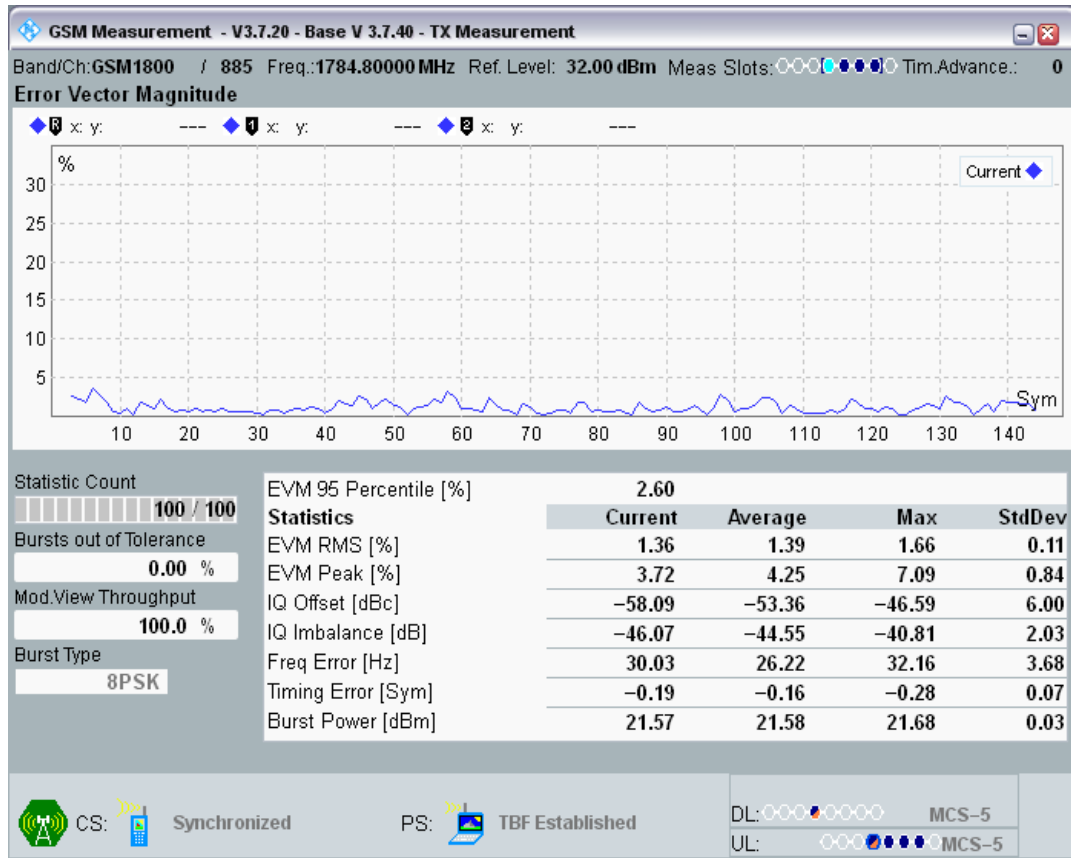 GSM Measurement - V3.7.20 - Base V 3.7.40 - TX Measurement
Band/Ch:GSM1800 / 885 Freq.:1784.80000 MHz Ref. Level: 32.00 dBm Meas Slots: Tim.Advance.: 0
Error Vector Magnitude
R x: y: --- 1 x: y: --- 2 x: y: ---
%
Current
30
25
20
15
10
5
Sym
10 20 30 40 50 60 70 80 90 100 110 120 130 140
Statistic Count
100 / 100
Bursts out of Tolerance
0.00 %
Mod.View Throughput
100.0 %
Burst Type
8PSK
EVM 95 Percentile [%] 2.60
Statistics Current Average Max StdDev
EVM RMS [%] 1.36 1.39 1.66 0.11
EVM Peak [%] 3.72 4.25 7.09 0.84
IQ Offset [dBc] −58.09 −53.36 −46.59 6.00
IQ Imbalance [dB] −46.07 −44.55 −40.81 2.03
Freq Error [Hz] 30.03 26.22 32.16 3.68
Timing Error [Sym] −0.19 −0.16 −0.28 0.07
Burst Power [dBm] 21.57 21.58 21.68 0.03
CS: Synchronized PS: TBF Established
DL: MCS−5
UL: MCS−5